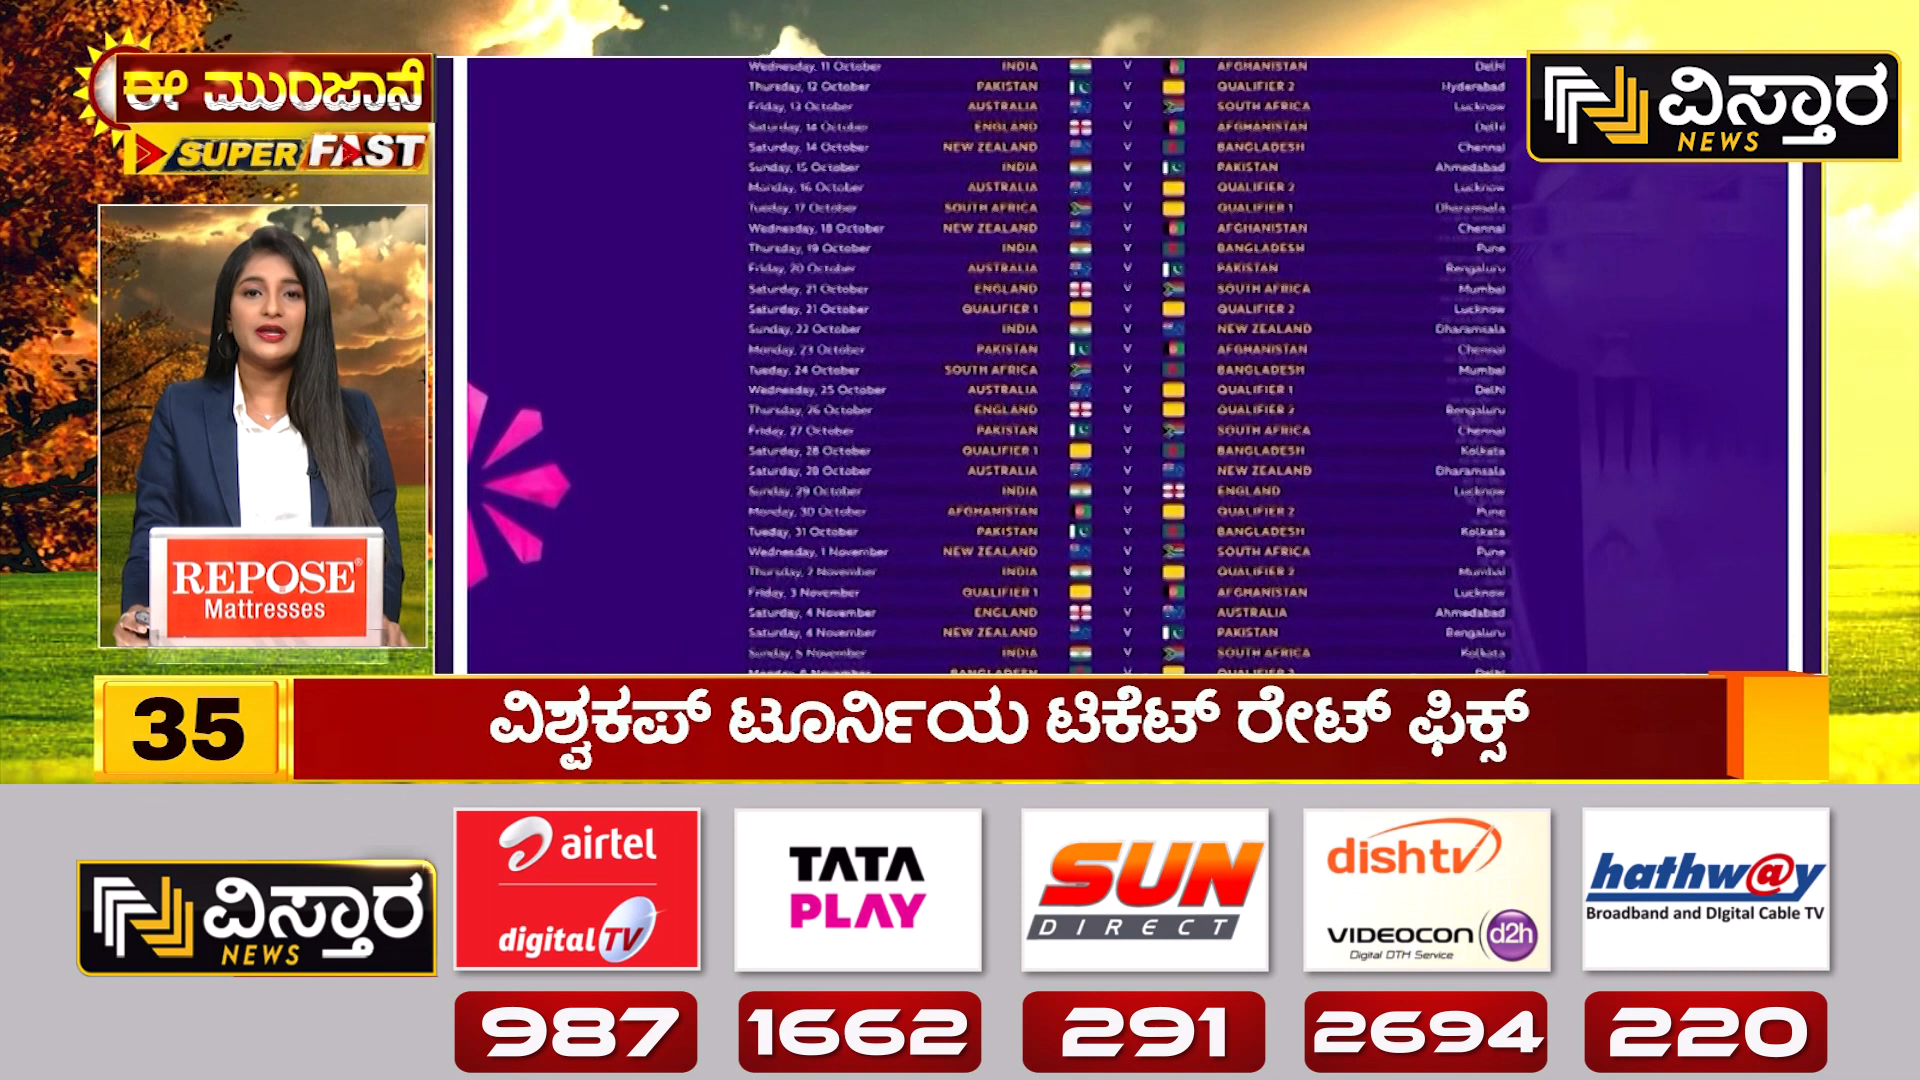 ಈ ಮುಂಜಾನೆ
SUPER FAST
ವಿಸ್ತಾರ
NEWS
Wednesday, 11 October INDIA V AFGHANISTAN Delhi
Thursday, 12 October PAKISTAN V QUALIFIER 2 Hyderabad
Friday, 13 October AUSTRALIA V SOUTH AFRICA Lucknow
Saturday, 14 October ENGLAND V AFGHANISTAN Delhi
Saturday, 14 October NEW ZEALAND V BANGLADESH Chennai
Sunday, 15 October INDIA V PAKISTAN Ahmedabad
Monday, 16 October AUSTRALIA V QUALIFIER 2 Lucknow
Tuesday, 17 October SOUTH AFRICA V QUALIFIER 1 Dharamsala
Wednesday, 18 October NEW ZEALAND V AFGHANISTAN Chennai
Thursday, 19 October INDIA V BANGLADESH Pune
Friday, 20 October AUSTRALIA V PAKISTAN Bengaluru
Saturday, 21 October ENGLAND V SOUTH AFRICA Mumbai
Saturday, 21 October QUALIFIER 1 V QUALIFIER 2 Lucknow
Sunday, 22 October INDIA V NEW ZEALAND Dharamsala
Monday, 23 October PAKISTAN V AFGHANISTAN Chennai
Tuesday, 24 October SOUTH AFRICA V BANGLADESH Mumbai
Wednesday, 25 October AUSTRALIA V QUALIFIER 1 Delhi
Thursday, 26 October ENGLAND V QUALIFIER 2 Bengaluru
Friday, 27 October PAKISTAN V SOUTH AFRICA Chennai
Saturday, 28 October QUALIFIER 1 V BANGLADESH Kolkata
Saturday, 28 October AUSTRALIA V NEW ZEALAND Dharamsala
Sunday, 29 October INDIA V ENGLAND Lucknow
Monday, 30 October AFGHANISTAN V QUALIFIER 2 Pune
Tuesday, 31 October PAKISTAN V BANGLADESH Kolkata
Wednesday, 1 November NEW ZEALAND V SOUTH AFRICA Pune
Thursday, 2 November INDIA V QUALIFIER 2 Mumbai
Friday, 3 November QUALIFIER 1 V AFGHANISTAN Lucknow
Saturday, 4 November ENGLAND V AUSTRALIA Ahmedabad
Saturday, 4 November NEW ZEALAND V PAKISTAN Bengaluru
Sunday, 5 November INDIA V SOUTH AFRICA Kolkata
Monday, 6 November BANGLADESH V QUALIFIER 2 Delhi
REPOSE®
Mattresses
35
ವಿಶ್ವಕಪ್ ಟೂರ್ನಿಯ ಟಿಕೆಟ್ ರೇಟ್ ಫಿಕ್ಸ್
ವಿಸ್ತಾರ
NEWS
airtel
digital TV
987
TATA
PLAY
1662
SUN
DIRECT
291
dishtv
VIDEOCON d2h
Digital DTH Service
2694
hathw@y
Broadband and DIgital Cable TV
220